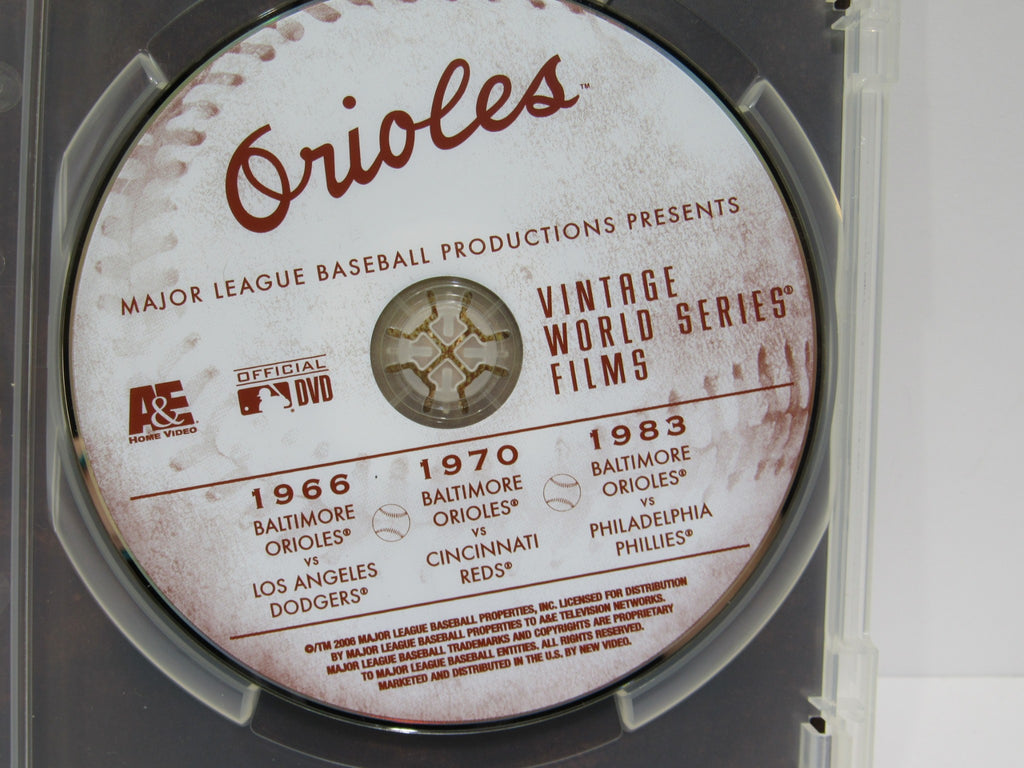 Orioles™
MAJOR LEAGUE BASEBALL PRODUCTIONS PRESENTS
VINTAGE
WORLD SERIES®
FILMS
A&E
HOME VIDEO
OFFICIAL
DVD
1966
BALTIMORE
ORIOLES®
VS
LOS ANGELES
DODGERS®
1970
BALTIMORE
ORIOLES®
VS
CINCINNATI
REDS®
1983
BALTIMORE
ORIOLES®
VS
PHILADELPHIA
PHILLIES®
©/TM 2006 MAJOR LEAGUE BASEBALL PROPERTIES, INC. LICENSED FOR DISTRIBUTION
BY MAJOR LEAGUE BASEBALL PROPERTIES TO A&E TELEVISION NETWORKS.
MAJOR LEAGUE BASEBALL TRADEMARKS AND COPYRIGHTS ARE PROPRIETARY
TO MAJOR LEAGUE BASEBALL ENTITIES. ALL RIGHTS RESERVED.
MARKETED AND DISTRIBUTED IN THE U.S. BY NEW VIDEO.